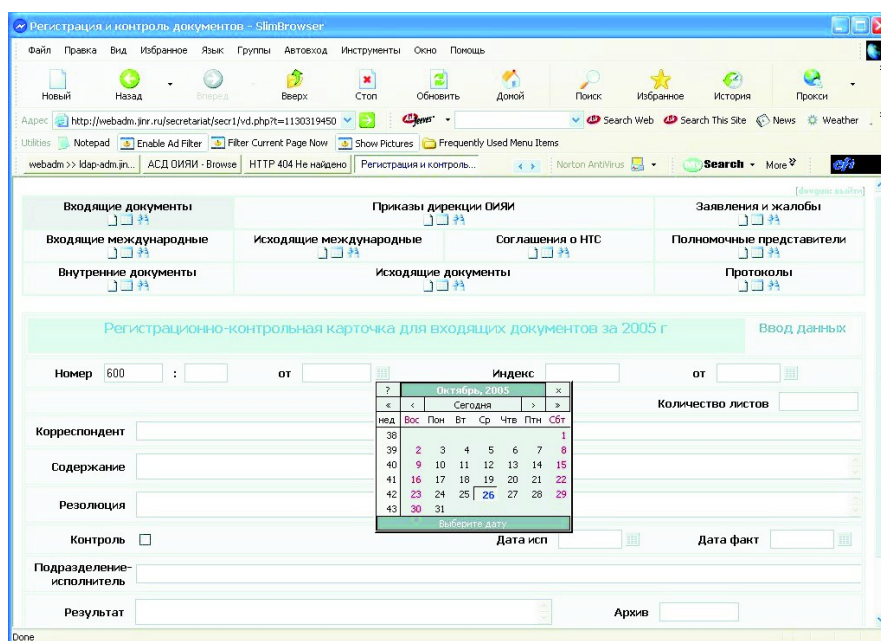 Регистрация и контроль документов - SlimBrowser
Файл Правка Вид Избранное Язык Группы Автовход Инструменты Окно Помощь
Новый Назад Вперед Вверх Стоп Обновить Домой Поиск Избранное История Прокси
Адрес http://webadm.jinr.ru/secretariat/secr1/vd.php?t=1130319450 Search Web Search This Site News Weather
Utilities Notepad Enable Ad Filter Filter Current Page Now Show Pictures Frequently Used Menu Items
webadm >> ldap-adm.jin... АСД ОИЯИ - Browse HTTP 404 Не найдено Регистрация и контроль... Norton AntiVirus Search More
Входящие документы Приказы дирекции ОИЯИ Заявления и жалобы
Входящие международные Исходящие международные Соглашения о НТС Полномочные представители
Внутренние документы Исходящие документы Протоколы
Регистрационно-контрольная карточка для входящих документов за 2005 г Ввод данных
Номер 600 : от Индекс от
? Октябрь, 2005 ×
« ‹ Сегодня › »
Количество листов
нед Вос Пон Вт Ср Чтв Птн Сбт
38 1
Корреспондент
39 2 3 4 5 6 7 8
40 9 10 11 12 13 14 15
Содержание
41 16 17 18 19 20 21 22
42 23 24 25 26 27 28 29
Резолюция
43 30 31
Выберите дату
Контроль Дата исп Дата факт
Подразделение-
исполнитель
Результат Архив
Done